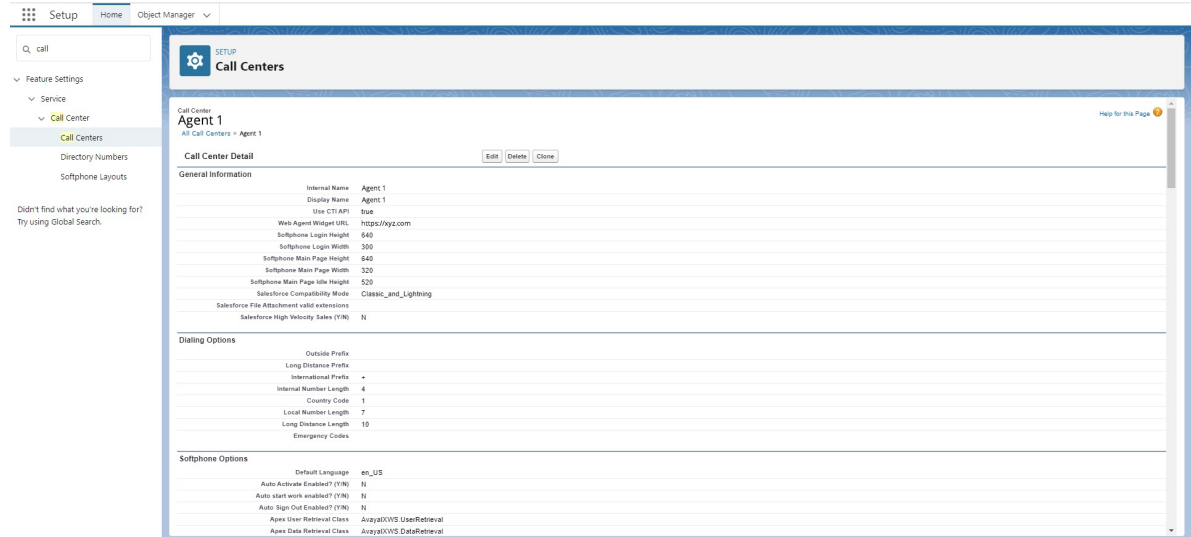 Setup Home Object Manager
call
Feature Settings
Service
Call Center
Call Centers
Directory Numbers
Softphone Layouts
Didn't find what you're looking for?
Try using Global Search.
SETUP
Call Centers
Call Center
Agent 1
All Call Centers » Agent 1
Help for this Page
Call Center Detail Edit Delete Clone
General Information
Internal Name Agent 1
Display Name Agent 1
Use CTI API true
Web Agent Widget URL https://xyz.com
Softphone Login Height 640
Softphone Login Width 300
Softphone Main Page Height 640
Softphone Main Page Width 320
Softphone Main Page Idle Height 520
Salesforce Compatibility Mode Classic_and_Lightning
Salesforce File Attachment valid extensions
Salesforce High Velocity Sales (Y/N) N
Dialing Options
Outside Prefix
Long Distance Prefix
International Prefix +
Internal Number Length 4
Country Code 1
Local Number Length 7
Long Distance Length 10
Emergency Codes
Softphone Options
Default Language en_US
Auto Activate Enabled? (Y/N) N
Auto start work enabled? (Y/N) N
Auto Sign Out Enabled? (Y/N) N
Apex User Retrieval Class AvayaIXWS.UserRetrieval
Apex Data Retrieval Class AvayaIXWS.DataRetrieval